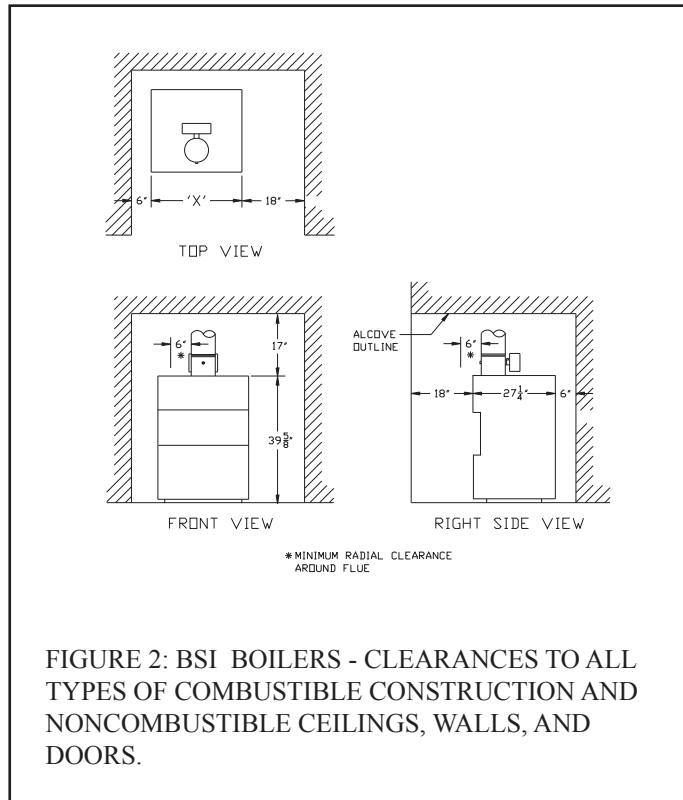 6" 'X' 18"
TOP VIEW
6"
*
17"
39 5/8"
FRONT VIEW
ALCOVE
OUTLINE
6"
*
18" 27 1/4" 6"
RIGHT SIDE VIEW
* MINIMUM RADIAL CLEARANCE
AROUND FLUE
FIGURE 2: BSI BOILERS - CLEARANCES TO ALL
TYPES OF COMBUSTIBLE CONSTRUCTION AND
NONCOMBUSTIBLE CEILINGS, WALLS, AND
DOORS.